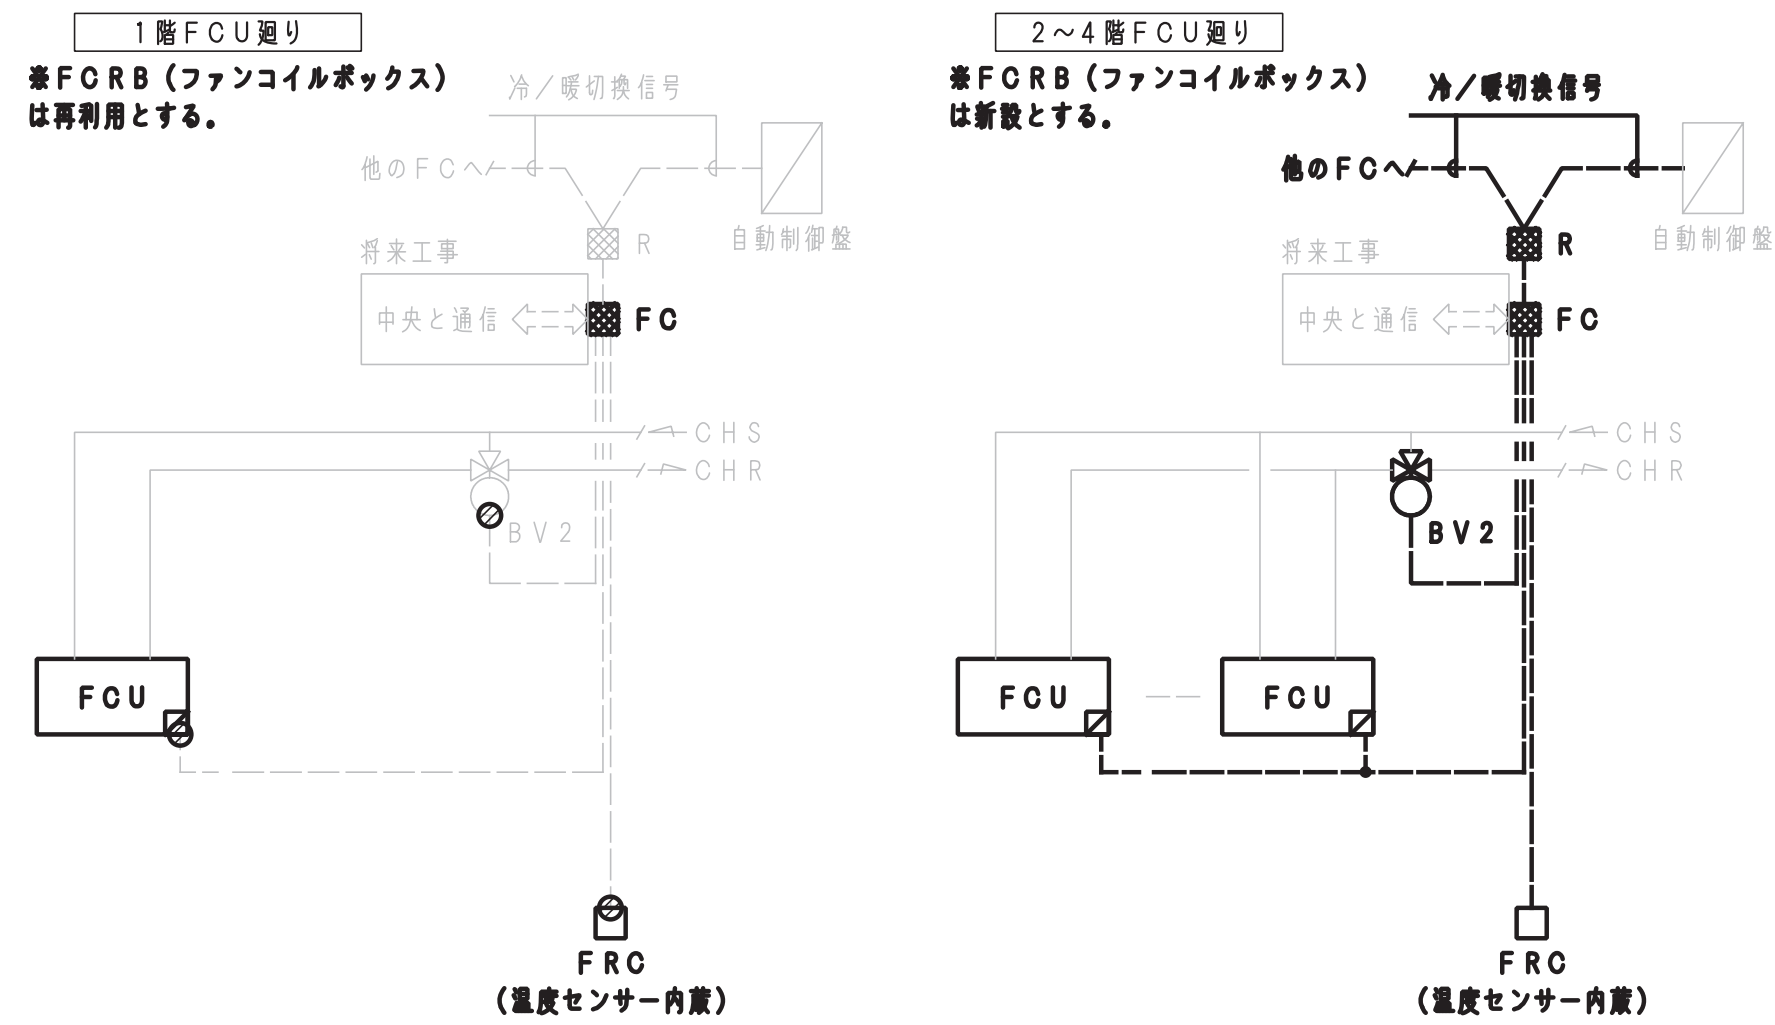 １階ＦＣＵ廻り
※ＦＣＲＢ（ファンコイルボックス）
は再利用とする。
冷／暖切換信号
他のＦＣへ
Ｒ
自動制御盤
将来工事
中央と通信
ＦＣ
ＣＨＳ
ＣＨＲ
ＢＶ２
ＦＣＵ
ＦＲＣ
（温度センサー内蔵）
２～４階ＦＣＵ廻り
※ＦＣＲＢ（ファンコイルボックス）
は新設とする。
冷／暖切換信号
他のＦＣへ
Ｒ
自動制御盤
将来工事
中央と通信
ＦＣ
ＣＨＳ
ＣＨＲ
ＢＶ２
ＦＣＵ
ＦＣＵ
ＦＲＣ
（温度センサー内蔵）